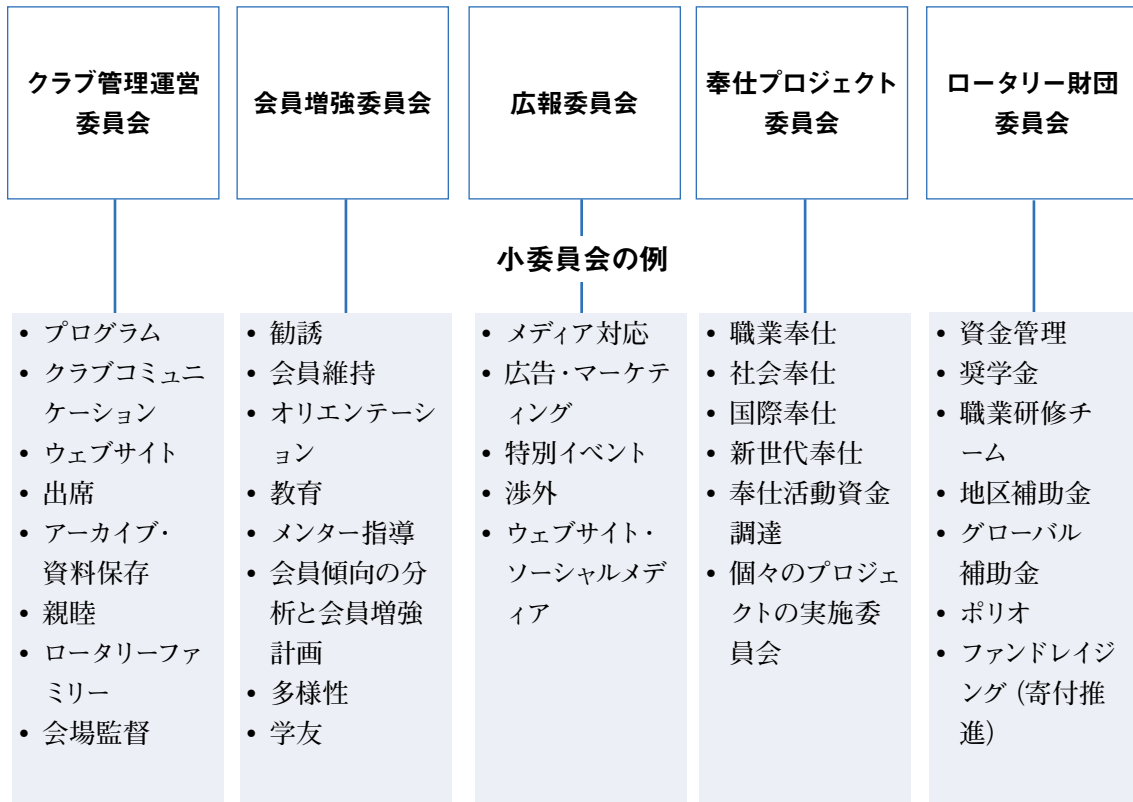 クラブ管理運営
委員会
会員増強委員会
広報委員会
奉仕プロジェクト
委員会
ロータリー財団
委員会
小委員会の例
• プログラム
• クラブコミュニ
ケーション
• ウェブサイト
• 出席
• アーカイブ・
資料保存
• 親睦
• ロータリーファ
ミリー
• 会場監督
• 勧誘
• 会員維持
• オリエンテーシ
ョン
• 教育
• メンター指導
• 会員傾向の分
析と会員増強
計画
• 多様性
• 学友
• メディア対応
• 広告・マーケテ
ィング
• 特別イベント
• 渉外
• ウェブサイト・
ソーシャルメデ
ィア
• 職業奉仕
• 社会奉仕
• 国際奉仕
• 新世代奉仕
• 奉仕活動資金
調達
• 個々のプロジェ
クトの実施委
員会
• 資金管理
• 奨学金
• 職業研修チ
ーム
• 地区補助金
• グローバル
補助金
• ポリオ
• ファンドレイジ
ング (寄付推
進)